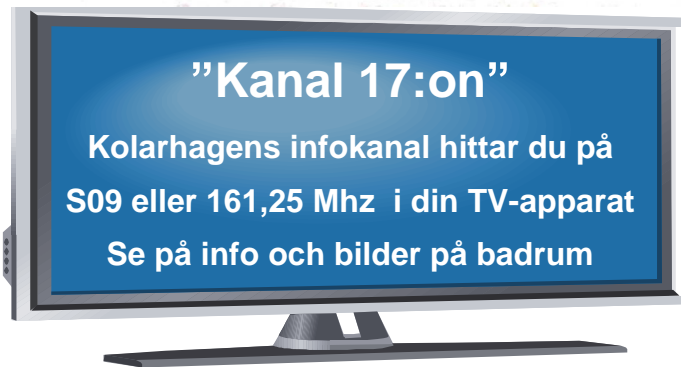 ”Kanal 17:on”
Kolarhagens infokanal hittar du på
S09 eller 161,25 Mhz i din TV-apparat
Se på info och bilder på badrum